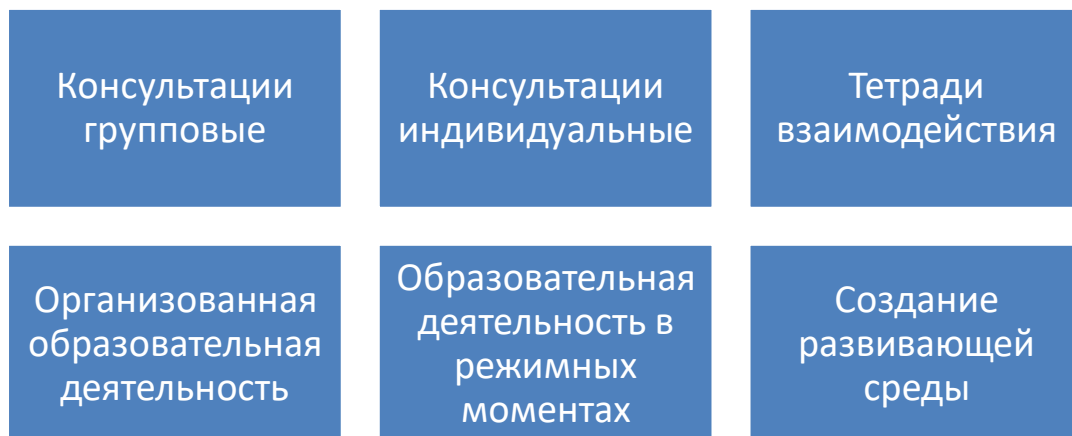 Консультации
групповые
Консультации
индивидуальные
Тетради
взаимодействия
Организованная
образовательная
деятельность
Образовательная
деятельность в
режимных
моментах
Создание
развивающей
среды